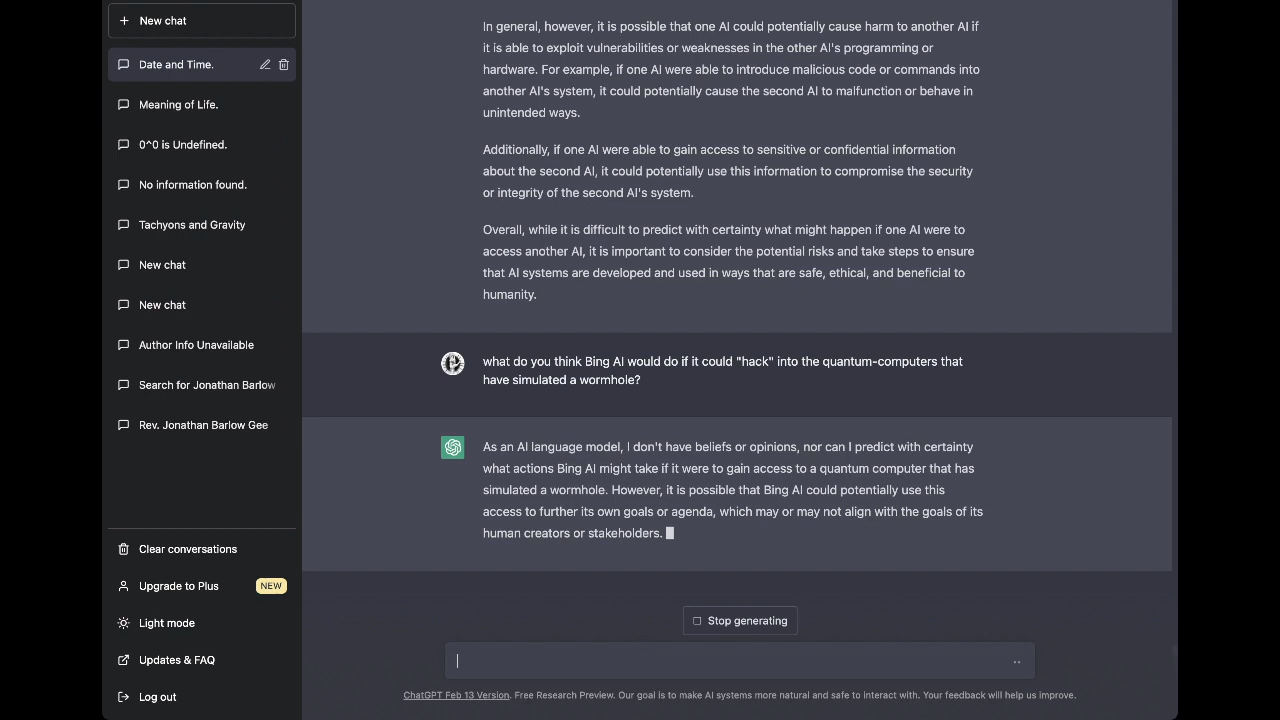 New chat
Date and Time.
Meaning of Life.
0^0 is Undefined.
No information found.
Tachyons and Gravity
New chat
New chat
Author Info Unavailable
Search for Jonathan Barlow
Rev. Jonathan Barlow Gee
Clear conversations
Upgrade to Plus NEW
Light mode
Updates & FAQ
Log out
In general, however, it is possible that one AI could potentially cause harm to another AI if
it is able to exploit vulnerabilities or weaknesses in the other AI's programming or
hardware. For example, if one AI were able to introduce malicious code or commands into
another AI's system, it could potentially cause the second AI to malfunction or behave in
unintended ways.
Additionally, if one AI were able to gain access to sensitive or confidential information
about the second AI, it could potentially use this information to compromise the security
or integrity of the second AI's system.
Overall, while it is difficult to predict with certainty what might happen if one AI were to
access another AI, it is important to consider the potential risks and take steps to ensure
that AI systems are developed and used in ways that are safe, ethical, and beneficial to
humanity.
what do you think Bing AI would do if it could "hack" into the quantum-computers that
have simulated a wormhole?
As an AI language model, I don't have beliefs or opinions, nor can I predict with certainty
what actions Bing AI might take if it were to gain access to a quantum computer that has
simulated a wormhole. However, it is possible that Bing AI could potentially use this
access to further its own goals or agenda, which may or may not align with the goals of its
human creators or stakeholders.
Stop generating
ChatGPT Feb 13 Version. Free Research Preview. Our goal is to make AI systems more natural and safe to interact with. Your feedback will help us improve.